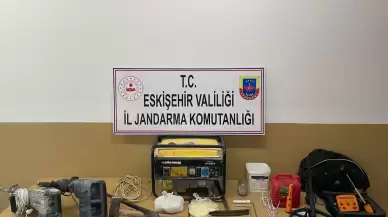 T.C.
ESKİŞEHİR VALİLİĞİ
İL JANDARMA KOMUTANLIĞI